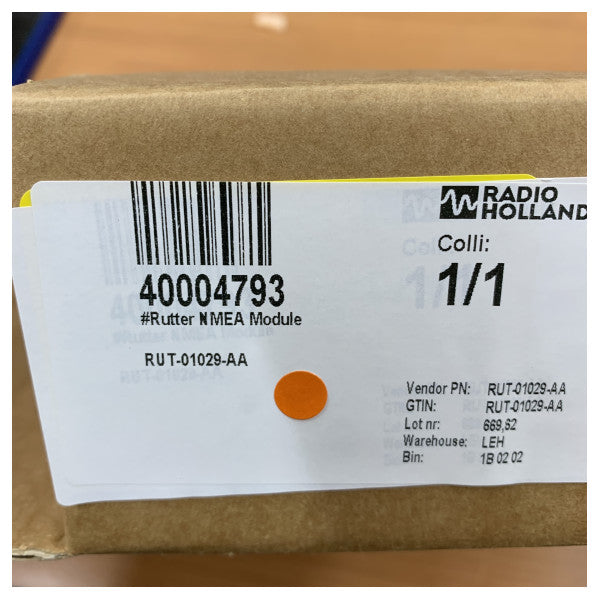 RADIO
HOLLAND
Colli:
1/1
40004793
#Rutter NMEA Module
RUT-01029-AA
Vendor PN: RUT-01029-AA
GTIN: RUT-01029-AA
Lot nr: 669,62
Warehouse: LEH
Bin: 1B 02 02